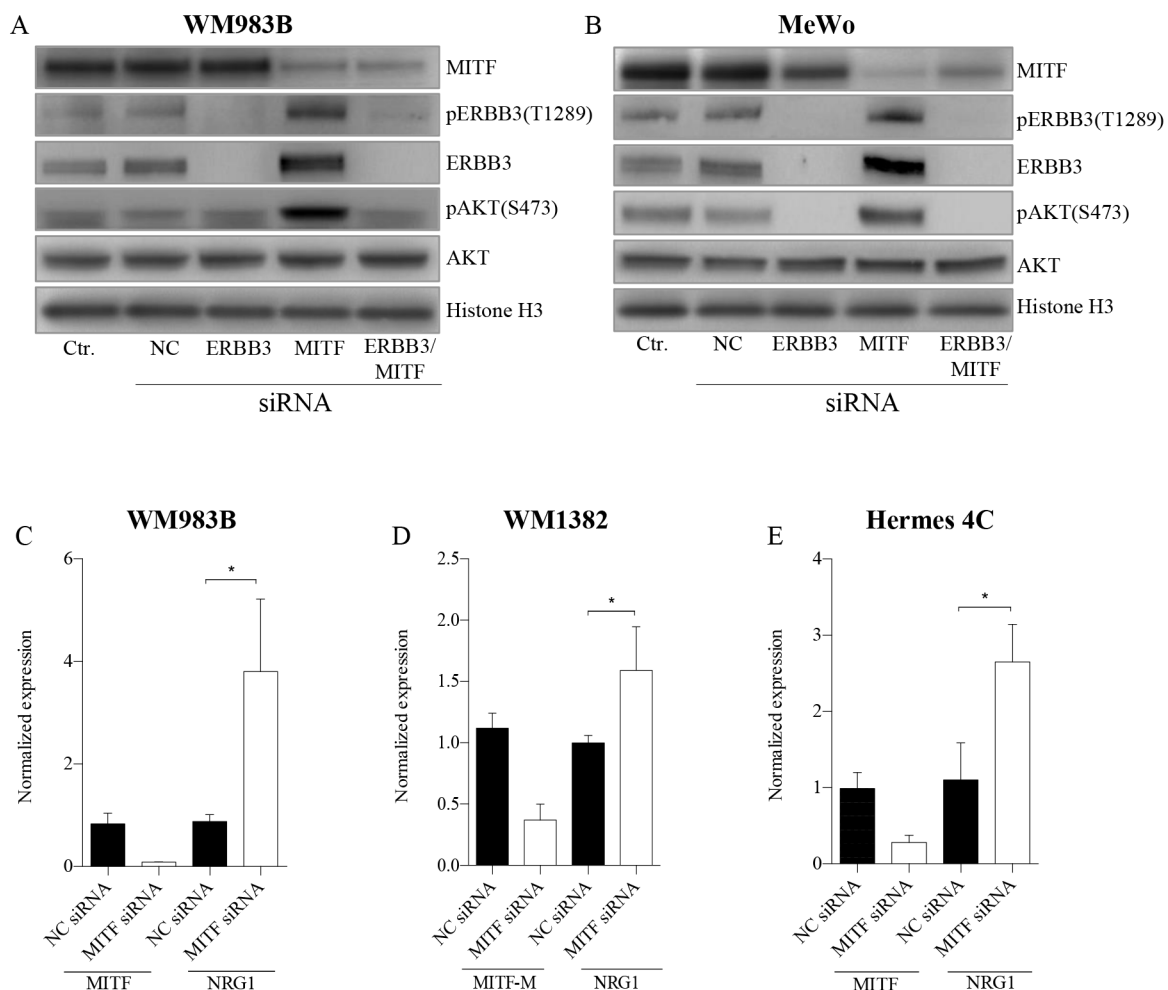 A
WM983B
MITF
pERBB3(T1289)
ERBB3
pAKT(S473)
AKT
Histone H3
Ctr.
NC
ERBB3
MITF
ERBB3/
MITF
siRNA
B
MeWo
MITF
pERBB3(T1289)
ERBB3
pAKT(S473)
AKT
Histone H3
Ctr.
NC
ERBB3
MITF
ERBB3/
MITF
siRNA
C
WM983B
Normalized expression
6
4
2
0
*
NC siRNA
MITF siRNA
NC siRNA
MITF siRNA
MITF
NRG1
D
WM1382
Normalized expression
2.5
2.0
1.5
1.0
0.5
0.0
*
NC siRNA
MITF siRNA
NC siRNA
MITF siRNA
MITF-M
NRG1
E
Hermes 4C
Normalized expression
4
3
2
1
0
*
NC siRNA
MITF siRNA
NC siRNA
MITF siRNA
MITF
NRG1